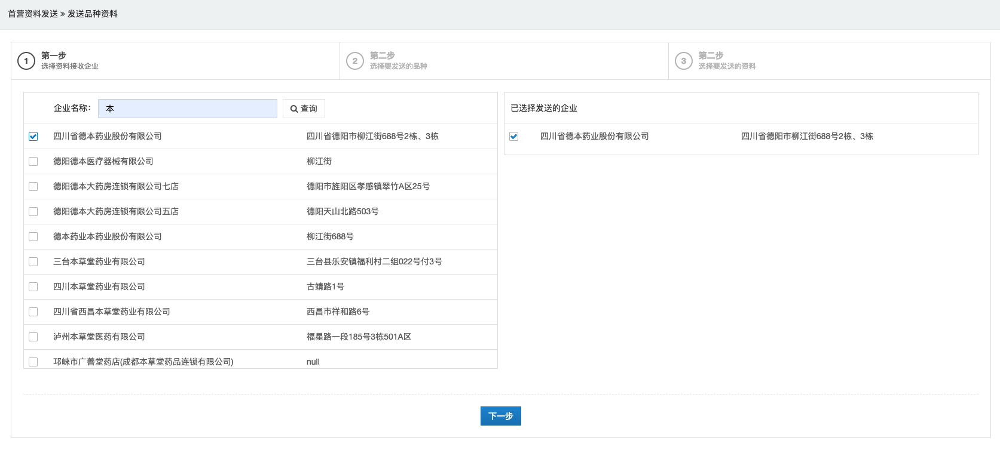 首营资料发送 » 发送品种资料
1 第一步
选择资料接收企业
2 第二步
选择要发送的品种
3 第二步
选择要发送的资料
企业名称： 本 查询
四川省德本药业股份有限公司 四川省德阳市柳江街688号2栋、3栋
德阳德本医疗器械有限公司 柳江街
德阳德本大药房连锁有限公司七店 德阳市旌阳区孝感镇翠竹A区25号
德阳德本大药房连锁有限公司五店 德阳天山北路503号
德本药业本药业股份有限公司 柳江街688号
三台本草堂药业有限公司 三台县乐安镇福利村二组022号付3号
四川本草堂药业有限公司 古靖路1号
四川省西昌本草堂药业有限公司 西昌市祥和路6号
泸州本草堂医药有限公司 福星路一段185号3栋501A区
邛崃市广善堂药店(成都本草堂药品连锁有限公司) null
已选择发送的企业
四川省德本药业股份有限公司 四川省德阳市柳江街688号2栋、3栋
下一步